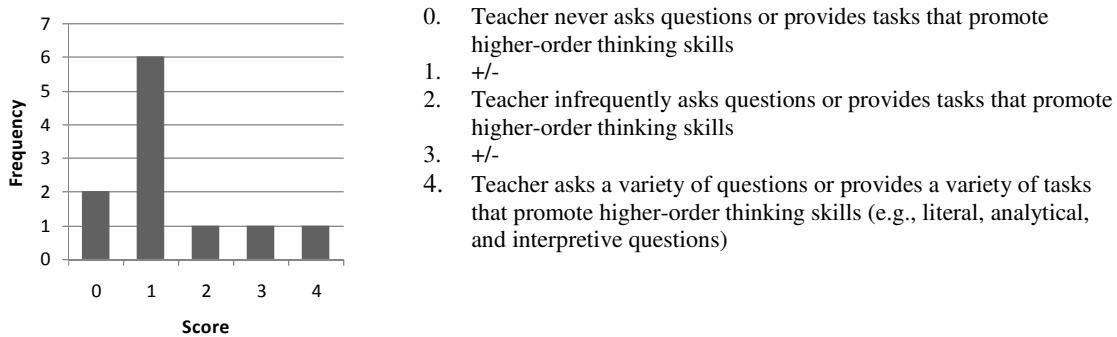 7
6
5
4
3
2
1
0
Frequency
0 1 2 3 4
Score
0. Teacher never asks questions or provides tasks that promote
higher-order thinking skills
1. +/-
2. Teacher infrequently asks questions or provides tasks that promote
higher-order thinking skills
3. +/-
4. Teacher asks a variety of questions or provides a variety of tasks
that promote higher-order thinking skills (e.g., literal, analytical,
and interpretive questions)